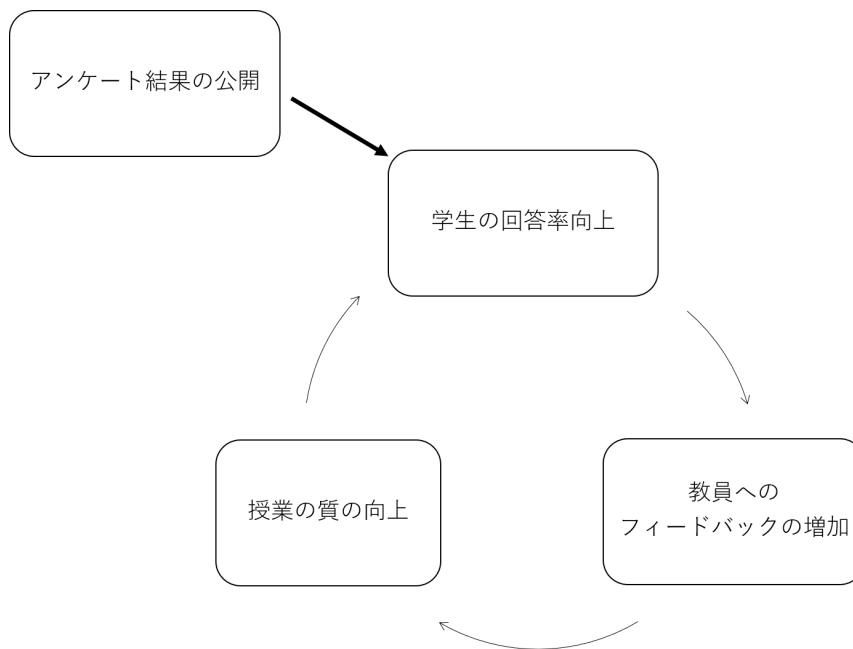 アンケート結果の公開
学生の回答率向上
授業の質の向上
教員への
フィードバックの増加